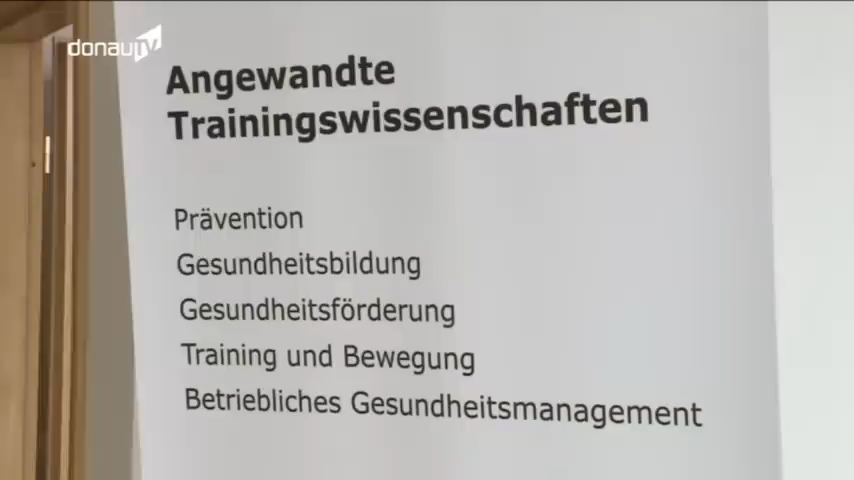 donauTV
Angewandte
Trainingswissenschaften
Prävention
Gesundheitsbildung
Gesundheitsförderung
Training und Bewegung
Betriebliches Gesundheitsmanagement